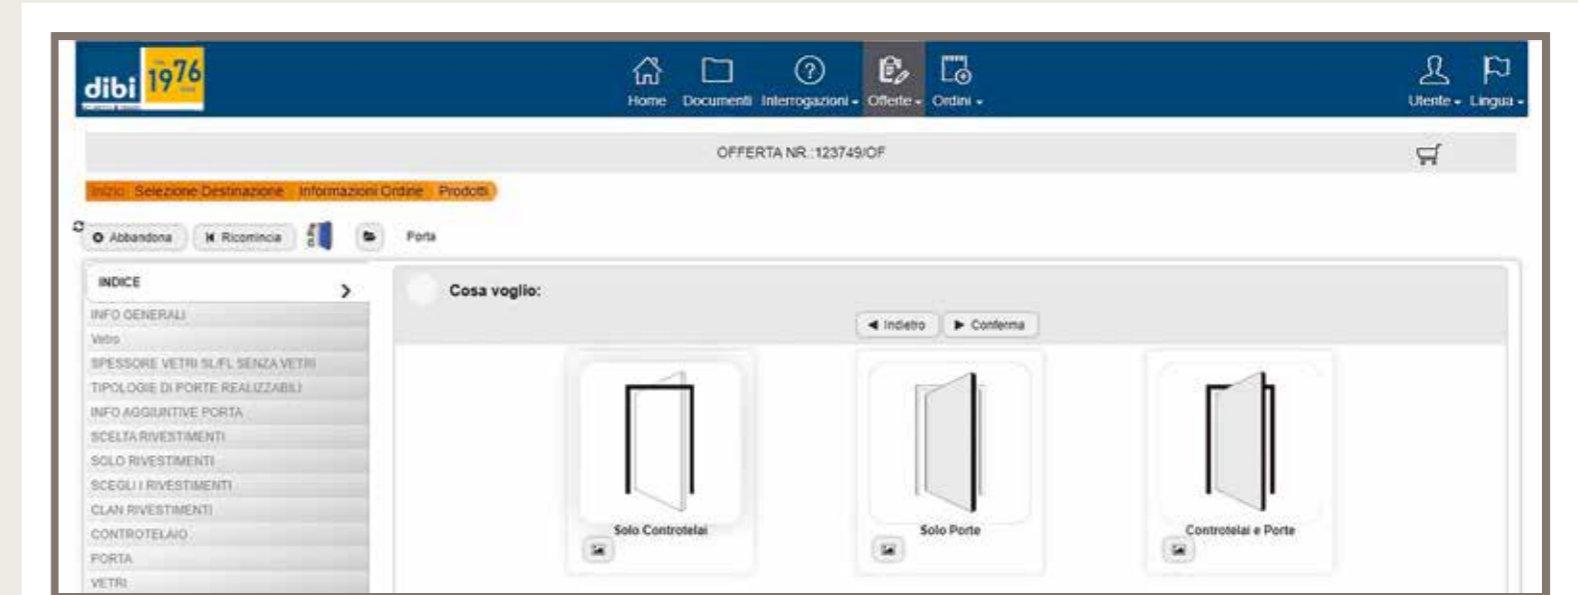 dibi 1976
Home Documenti Interrogazioni Offerte Ordini
Utente Lingua
OFFERTA NR.:123749/OF
Inizio Selezione Destinazione Informazioni Ordine Prodotti
Abbandona Ricomincia Porta
INDICE
Cosa voglio:
INFO GENERALI
Indietro Conferma
Vetro
SPESSORE VETRI SL/FL SENZA VETRI
TIPOLOGIE DI PORTE REALIZZABILI
INFO AGGIUNTIVE PORTA
SCELTA RIVESTIMENTI
SOLO RIVESTIMENTI
SCEGLI I RIVESTIMENTI
CLAN RIVESTIMENTI
CONTROTELAIO
PORTA
VETRI
Solo Controtelai
Solo Porte
Controtelai e Porte